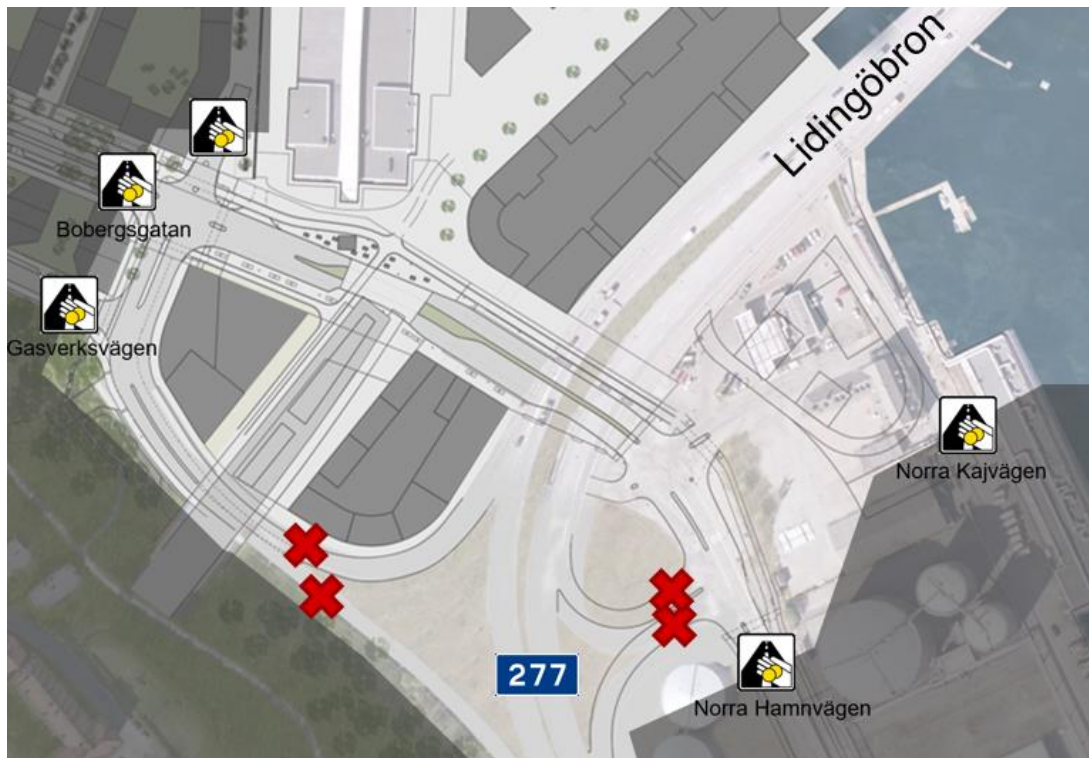 Lidingöbron
Bobergsgatan
Gasverksvägen
Norra Kajvägen
277
Norra Hamnvägen